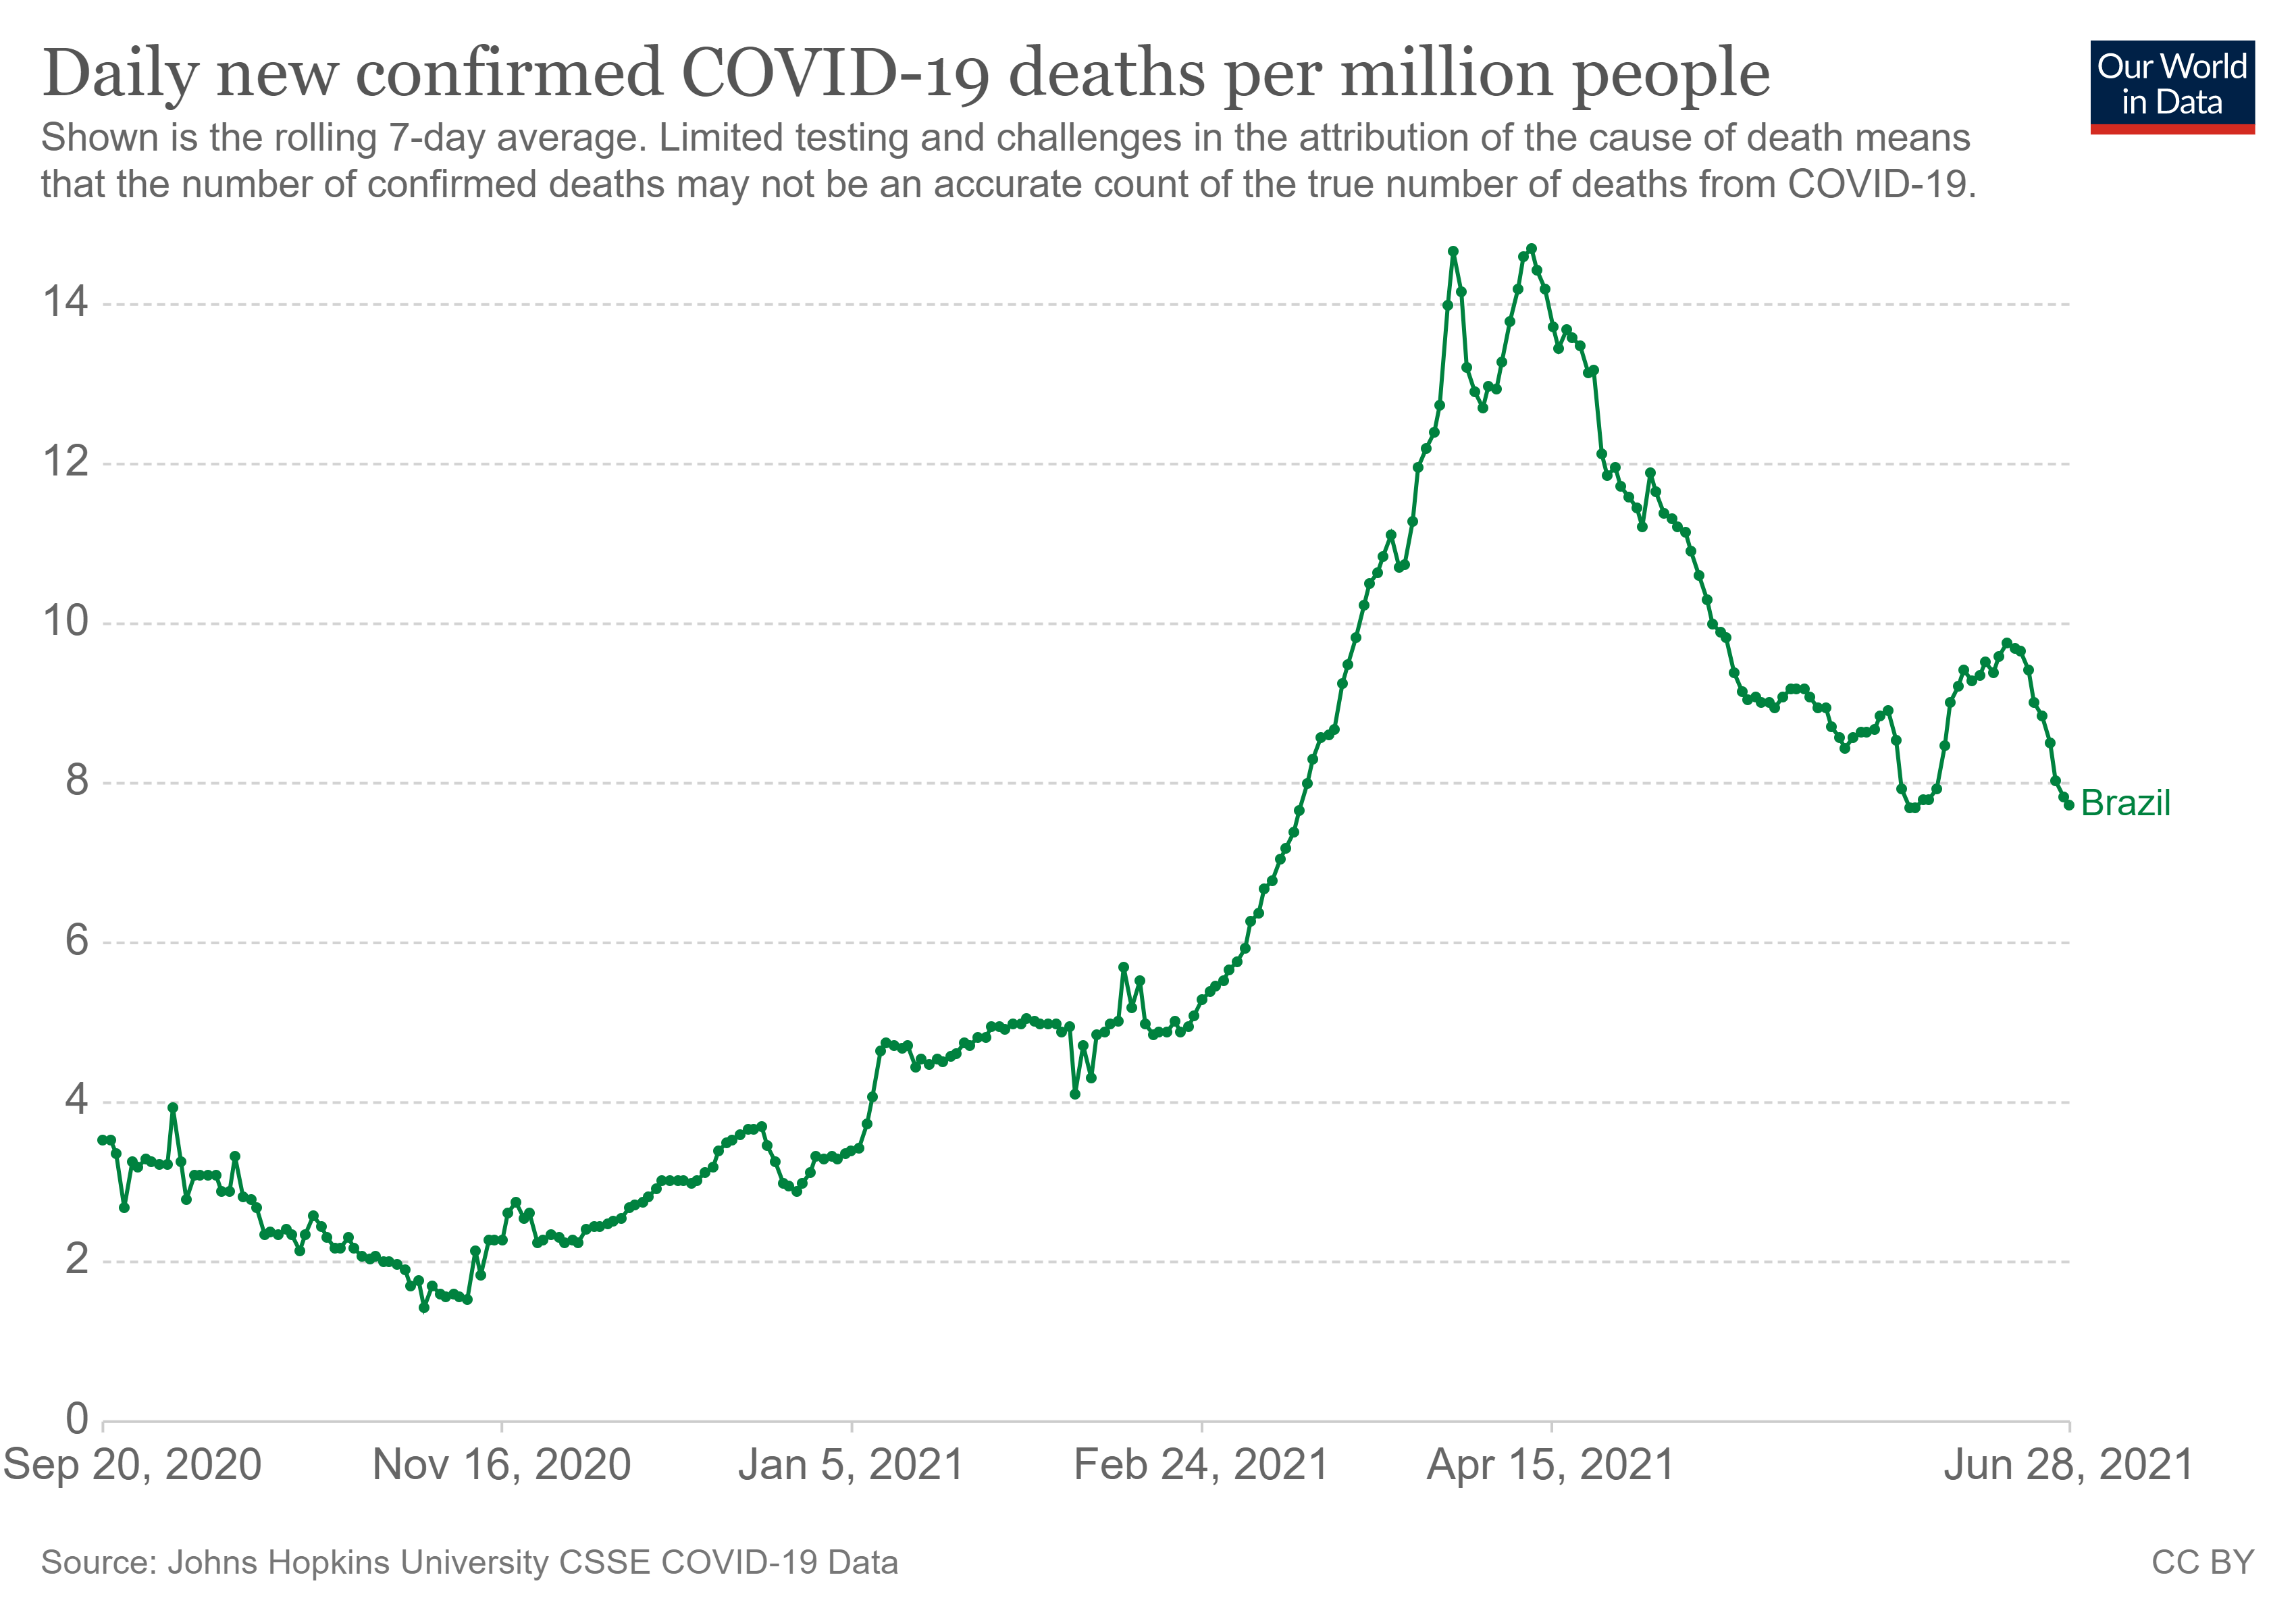 Daily new confirmed COVID-19 deaths per million people
Our World
in Data
Shown is the rolling 7-day average. Limited testing and challenges in the attribution of the cause of death means
that the number of confirmed deaths may not be an accurate count of the true number of deaths from COVID-19.
14
12
10
8
Brazil
6
4
2
0
Sep 20, 2020
Nov 16, 2020
Jan 5, 2021
Feb 24, 2021
Apr 15, 2021
Jun 28, 2021
Source: Johns Hopkins University CSSE COVID-19 Data
CC BY